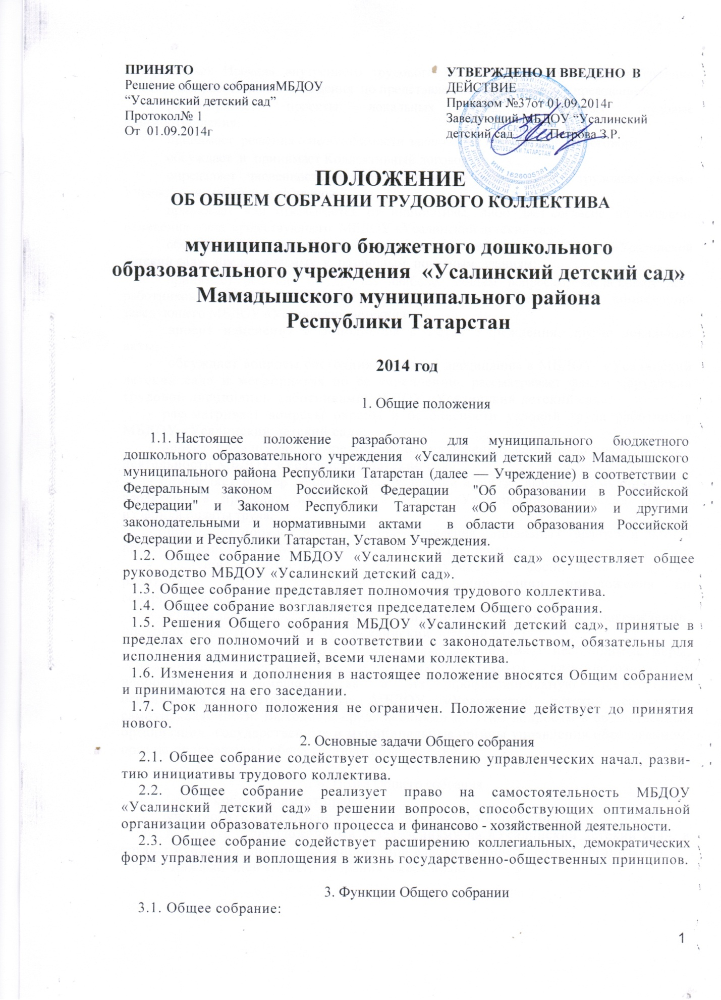 ПРИНЯТО
Решение общего собранияМБДОУ
“Усалинский детский сад”
Протокол№ 1
От 01.09.2014г
УТВЕРЖДЕНО И ВВЕДЕНО В
ДЕЙСТВИЕ
Приказом №37от 01.09.2014г
Заведующий МБДОУ “Усалинский
детский сад Петрова З.Р.
МУНИЦИПАЛЬНОГО РАЙОНА
РЕСПУБЛИКИ ТАТАРСТАН
ИНН 1626005381
ПОЛОЖЕНИЕ
ОБ ОБЩЕМ СОБРАНИИ ТРУДОВОГО КОЛЛЕКТИВА
муниципального бюджетного дошкольного
образовательного учреждения «Усалинский детский сад»
Мамадышского муниципального района
Республики Татарстан
2014 год
1. Общие положения
1.1. Настоящее положение разработано для муниципального бюджетного
дошкольного образовательного учреждения «Усалинский детский сад» Мамадышского
муниципального района Республики Татарстан (далее — Учреждение) в соответствии с
Федеральным законом Российской Федерации "Об образовании в Российской
Федерации" и Законом Республики Татарстан «Об образовании» и другими
законодательными и нормативными актами в области образования Российской
Федерации и Республики Татарстан, Уставом Учреждения.
1.2. Общее собрание МБДОУ «Усалинский детский сад» осуществляет общее
руководство МБДОУ «Усалинский детский сад».
1.3. Общее собрание представляет полномочия трудового коллектива.
1.4. Общее собрание возглавляется председателем Общего собрания.
1.5. Решения Общего собрания МБДОУ «Усалинский детский сад», принятые в
пределах его полномочий и в соответствии с законодательством, обязательны для
исполнения администрацией, всеми членами коллектива.
1.6. Изменения и дополнения в настоящее положение вносятся Общим собранием
и принимаются на его заседании.
1.7. Срок данного положения не ограничен. Положение действует до принятия
нового.
2. Основные задачи Общего собрания
2.1. Общее собрание содействует осуществлению управленческих начал, разви-
тию инициативы трудового коллектива.
2.2. Общее собрание реализует право на самостоятельность МБДОУ
«Усалинский детский сад» в решении вопросов, способствующих оптимальной
организации образовательного процесса и финансово - хозяйственной деятельности.
2.3. Общее собрание содействует расширению коллегиальных, демократических
форм управления и воплощения в жизнь государственно-общественных принципов.
3. Функции Общего собрании
3.1. Общее собрание:
1